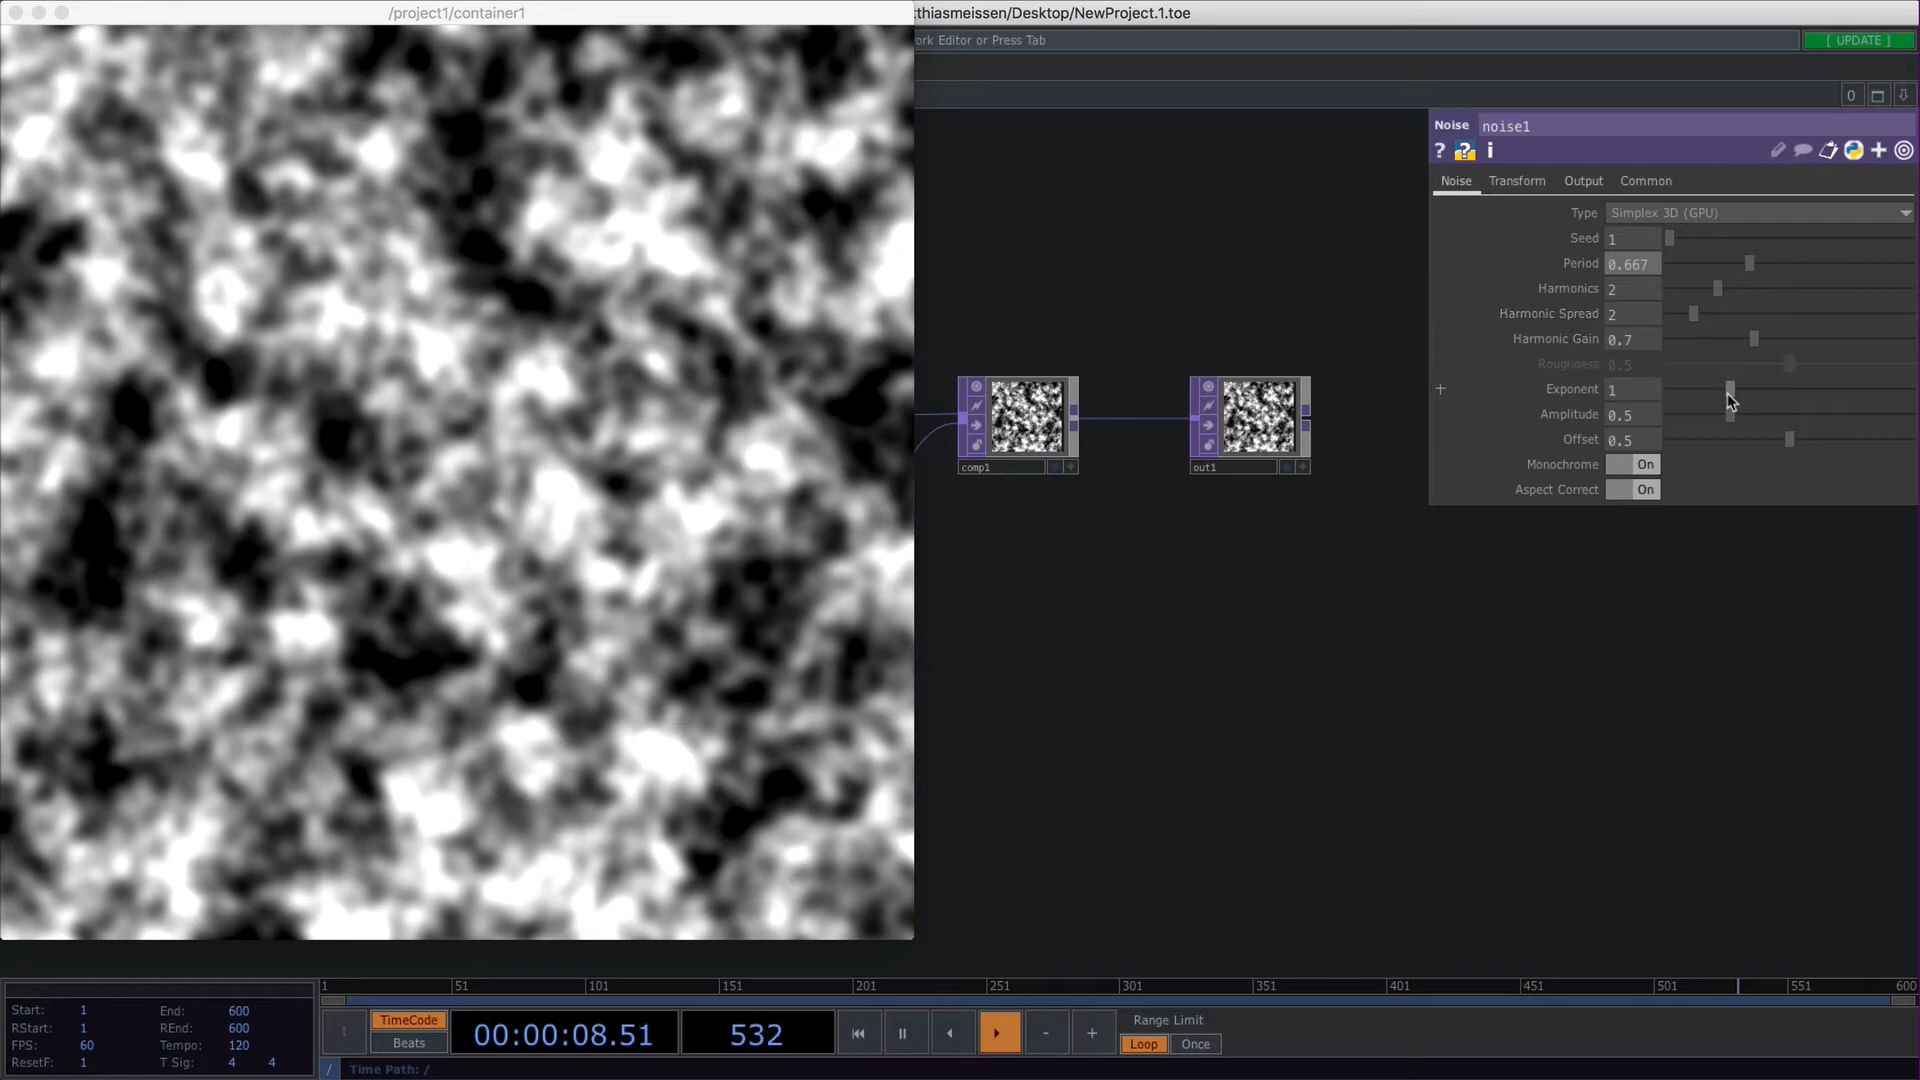 /project1/container1
tthiasmeissen/Desktop/NewProject.1.toe
ork Editor or Press Tab
[ UPDATE ]
0
Noise noise1
? ? i
Noise Transform Output Common
Type Simplex 3D (GPU)
Seed 1
Period 0.667
Harmonics 2
Harmonic Spread 2
Harmonic Gain 0.7
Roughness 0.5
+ Exponent 1
Amplitude 0.5
Offset 0.5
Monochrome On
Aspect Correct On
comp1
out1
1 51 101 151 201 251 301 351 401 451 501 551 600
Start: 1 End: 600
RStart: 1 REnd: 600
FPS: 60 Tempo: 120
ResetF: 1 T Sig: 4 4
TimeCode
Beats
00:00:08.51
532
- +
Range Limit
Loop Once
/ Time Path: /